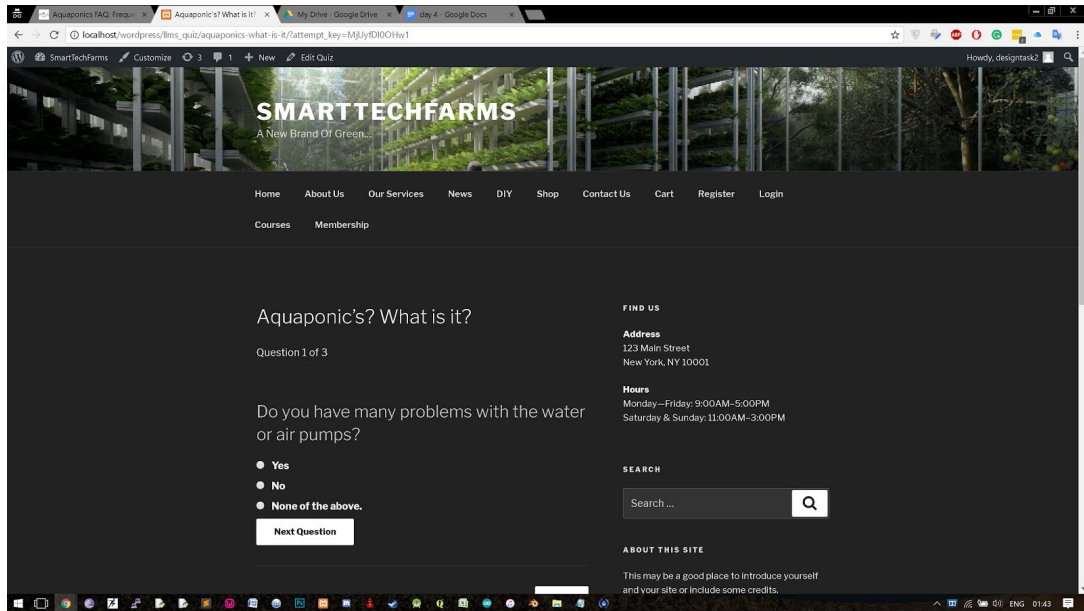 Aquaponics FAQ: Freque
Aquaponic's? What is it?
My Drive - Google Drive
day 4 - Google Docs
localhost/wordpress/llms_quiz/aquaponics-what-is-it/?attempt_key=MjUyfDI0OHw1
SmartTechFarms
Customize
3
1
New
Edit Quiz
Howdy, designtask2
SMARTTECHFARMS
A New Brand Of Green...
Home About Us Our Services News DIY Shop Contact Us Cart Register Login
Courses Membership
Aquaponic's? What is it?
Question 1 of 3
Do you have many problems with the water
or air pumps?
Yes
No
None of the above.
Next Question
FIND US
Address
123 Main Street
New York, NY 10001
Hours
Monday—Friday: 9:00AM–5:00PM
Saturday & Sunday: 11:00AM–3:00PM
SEARCH
Search ...
ABOUT THIS SITE
This may be a good place to introduce yourself
and your site or include some credits.
ENG 01:43